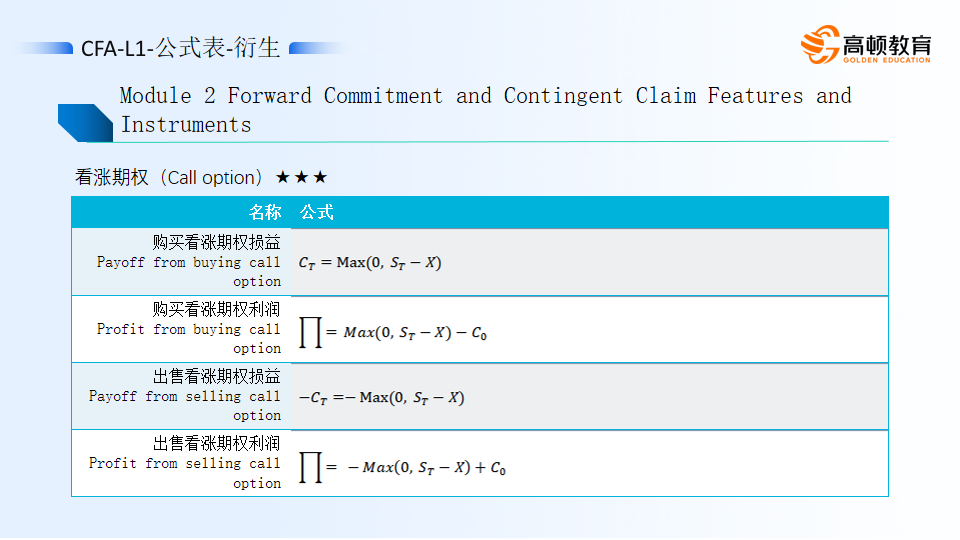 CFA-L1-公式表-衍生
高顿教育
GOLDEN EDUCATION
Module 2 Forward Commitment and Contingent Claim Features and
Instruments
看涨期权（Call option）★★★
名称 公式
购买看涨期权损益
Payoff from buying call
option
C_T = Max(0, S_T − X)
购买看涨期权利润
Profit from buying call
option
∏ = Max(0, S_T − X) − C_0
出售看涨期权损益
Payoff from selling call
option
−C_T =− Max(0, S_T − X)
出售看涨期权利润
Profit from selling call
option
∏ = − Max(0, S_T − X) + C_0